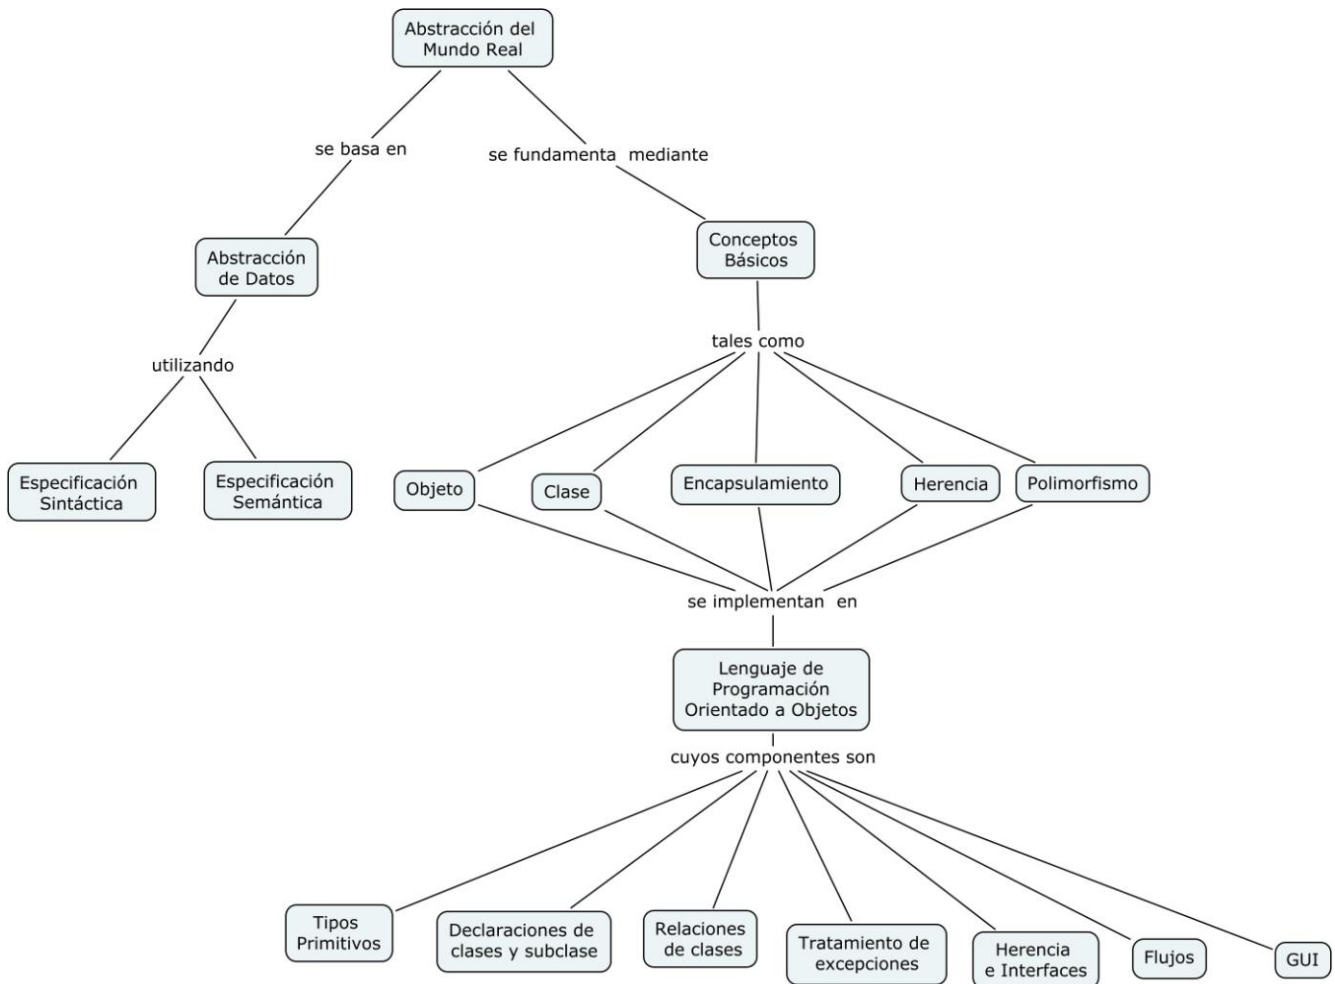 Abstracción del
Mundo Real
se basa en
se fundamenta mediante
Abstracción
de Datos
Conceptos
Básicos
utilizando
tales como
Especificación
Sintáctica
Especificación
Semántica
Objeto
Clase
Encapsulamiento
Herencia
Polimorfismo
se implementan en
Lenguaje de
Programación
Orientado a Objetos
cuyos componentes son
Tipos
Primitivos
Declaraciones de
clases y subclase
Relaciones
de clases
Tratamiento de
excepciones
Herencia
e Interfaces
Flujos
GUI